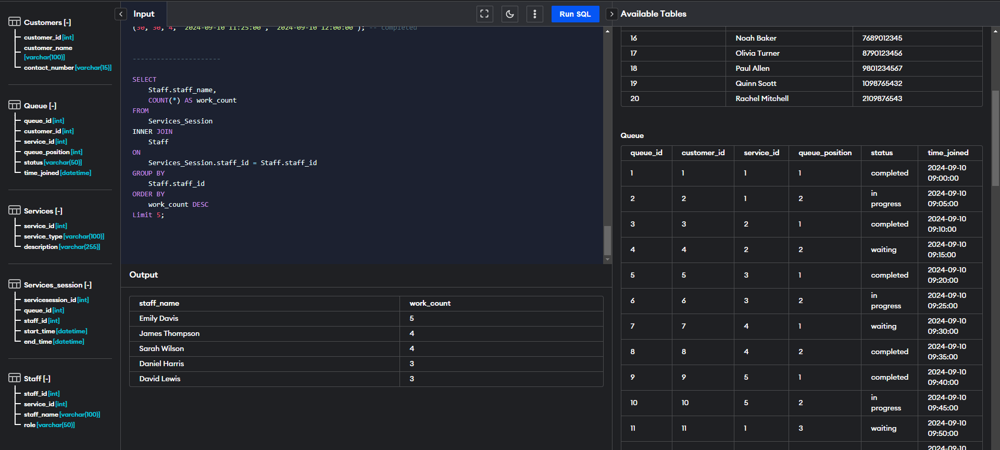 Customers [-]
customer_id [int]
customer_name
[varchar(100)]
contact_number [varchar(15)]
Queue [-]
queue_id [int]
customer_id [int]
service_id [int]
queue_position [int]
status [varchar(50)]
time_joined [datetime]
Services [-]
service_id [int]
service_type [varchar(100)]
description [varchar(255)]
Services_session [-]
servicesession_id [int]
queue_id [int]
staff_id [int]
start_time [datetime]
end_time [datetime]
Staff [-]
staff_id [int]
service_id [int]
staff_name [varchar(100)]
role [varchar(50)]
Input
Run SQL
(30, 30, 4, '2024-09-10 11:25:00', '2024-09-10 12:00:00'); -- completed
----------------------
SELECT
Staff.staff_name,
COUNT(*) AS work_count
FROM
Services_Session
INNER JOIN
Staff
ON
Services_Session.staff_id = Staff.staff_id
GROUP BY
Staff.staff_id
ORDER BY
work_count DESC
Limit 5;
Output
staff_name work_count
Emily Davis 5
James Thompson 4
Sarah Wilson 4
Daniel Harris 3
David Lewis 3
Available Tables
16 Noah Baker 7689012345
17 Olivia Turner 8790123456
18 Paul Allen 9801234567
19 Quinn Scott 1098765432
20 Rachel Mitchell 2109876543
Queue
queue_id customer_id service_id queue_position status time_joined
1 1 1 1 completed 2024-09-10 09:00:00
2 2 1 2 in progress 2024-09-10 09:05:00
3 3 2 1 completed 2024-09-10 09:10:00
4 4 2 2 waiting 2024-09-10 09:15:00
5 5 3 1 completed 2024-09-10 09:20:00
6 6 3 2 in progress 2024-09-10 09:25:00
7 7 4 1 waiting 2024-09-10 09:30:00
8 8 4 2 completed 2024-09-10 09:35:00
9 9 5 1 completed 2024-09-10 09:40:00
10 10 5 2 in progress 2024-09-10 09:45:00
11 11 1 3 waiting 2024-09-10 09:50:00
2024-09-10